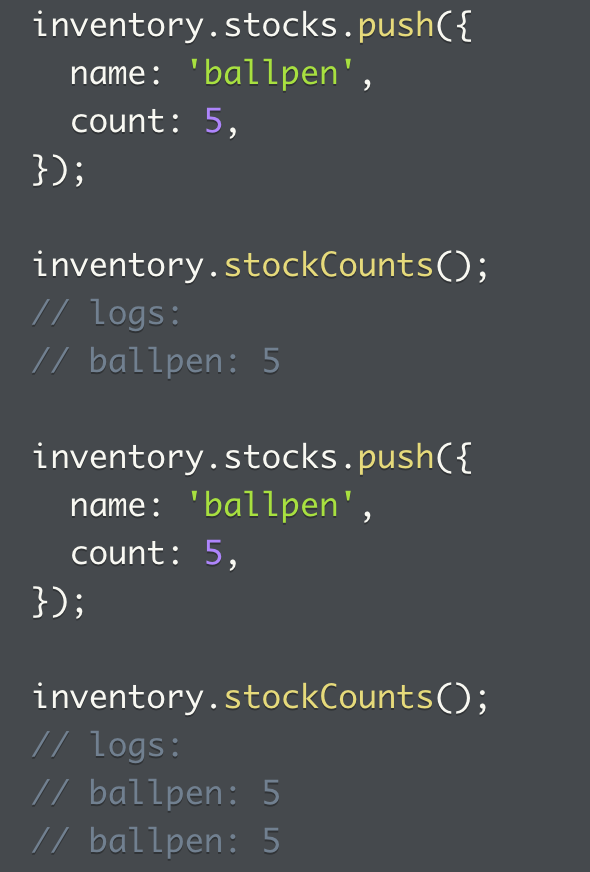 inventory.stocks.push({
  name: 'ballpen',
  count: 5,
});

inventory.stockCounts();
// logs:
// ballpen: 5

inventory.stocks.push({
  name: 'ballpen',
  count: 5,
});

inventory.stockCounts();
// logs:
// ballpen: 5
// ballpen: 5